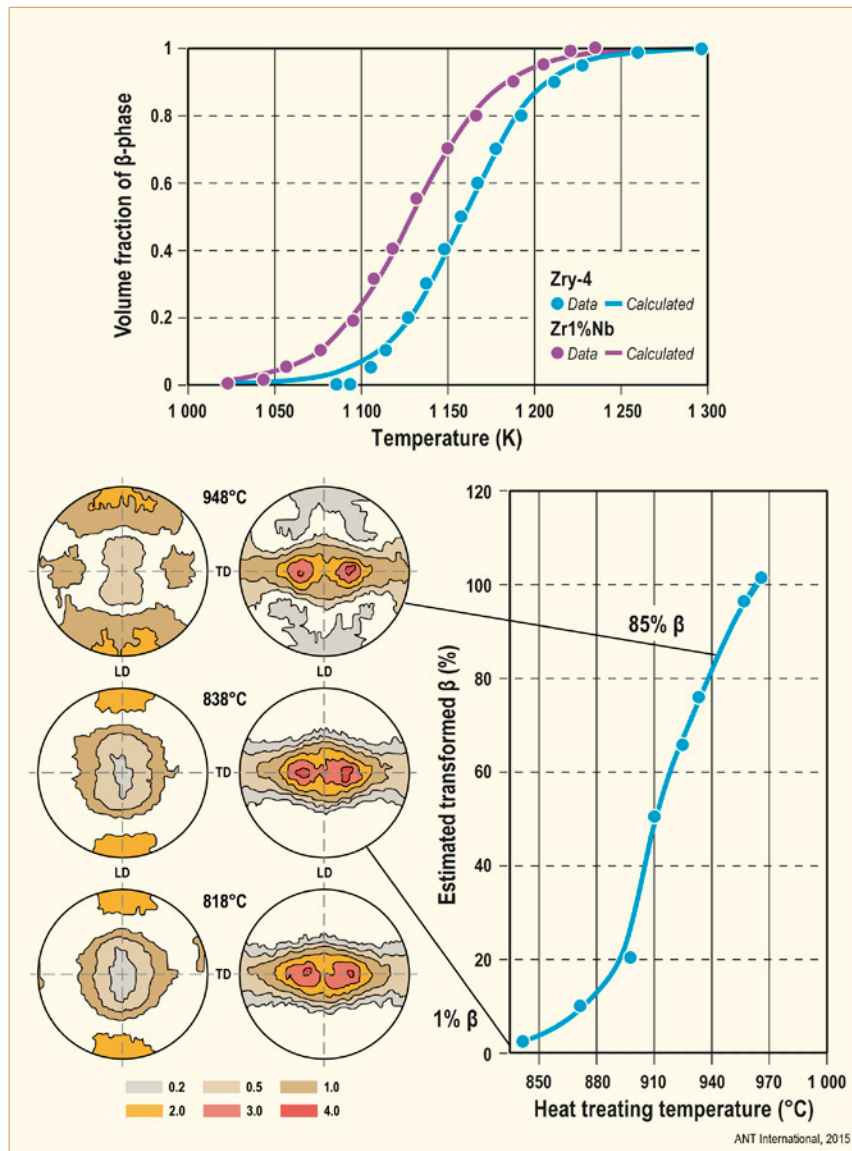 1
0.8
0.6
0.4
0.2
0
Volume fraction of β-phase
Zry-4
Data Calculated
Zr1%Nb
Data Calculated
1 000 1 050 1 100 1 150 1 200 1 250 1 300
Temperature (K)
948°C
TD
LD LD
838°C
TD
LD LD
818°C
TD
0.2 0.5 1.0
2.0 3.0 4.0
120
100
80
60
40
20
0
Estimated transformed β (%)
85% β
1% β
850 880 910 940 970 1 000
Heat treating temperature (°C)
ANT International, 2015